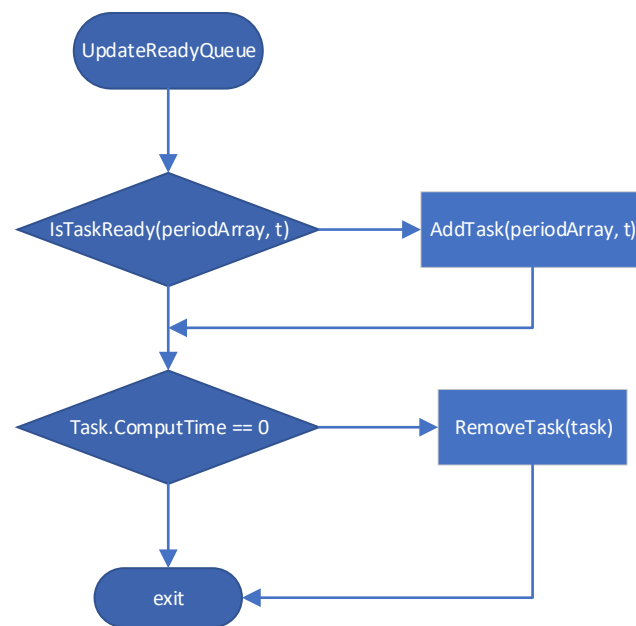 UpdateReadyQueue
IsTaskReady(periodArray, t)
AddTask(periodArray, t)
Task.ComputTime == 0
RemoveTask(task)
exit